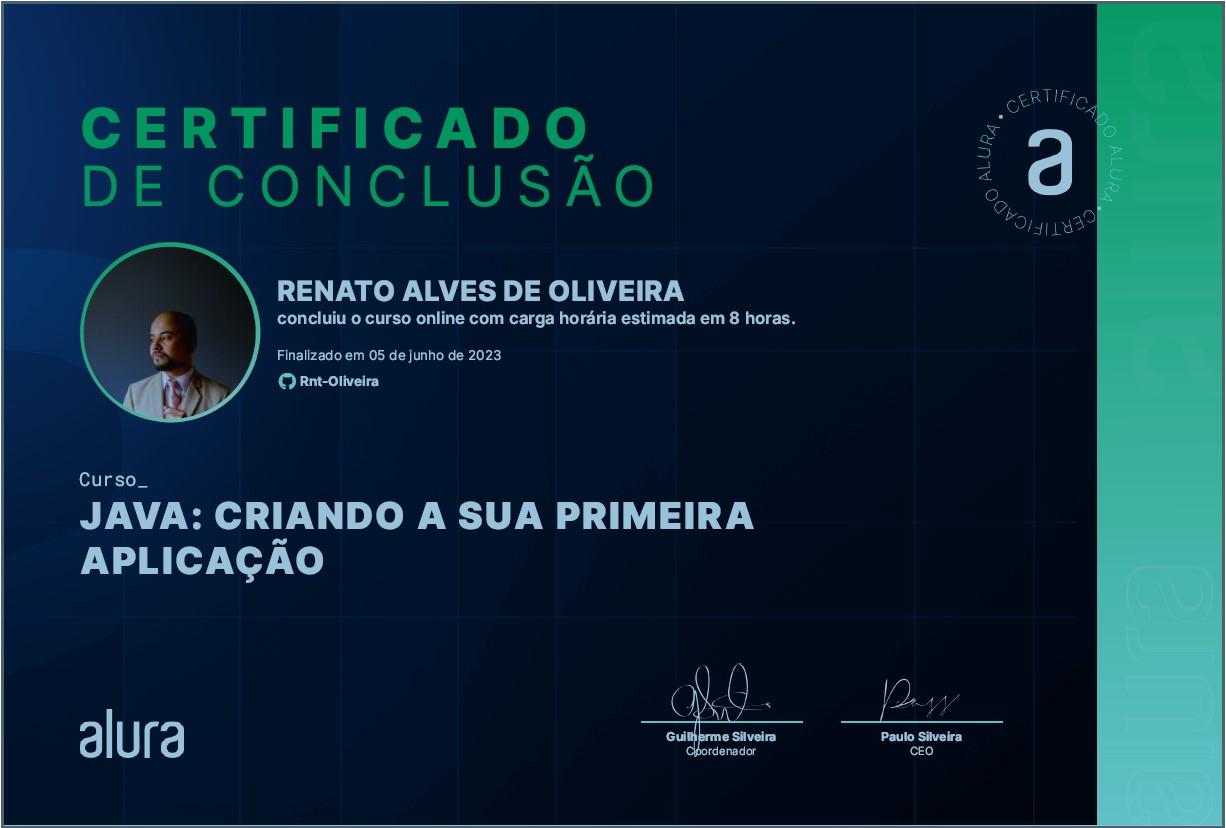 CERTIFICADO
DE CONCLUSÃO
CERTIFICADO ALURA • CERTIFICADO ALURA •
a
RENATO ALVES DE OLIVEIRA
concluiu o curso online com carga horária estimada em 8 horas.
Finalizado em 05 de junho de 2023
Rnt-Oliveira
Curso_
JAVA: CRIANDO A SUA PRIMEIRA
APLICAÇÃO
alura
Guilherme Silveira
Coordenador
Paulo Silveira
CEO
alura